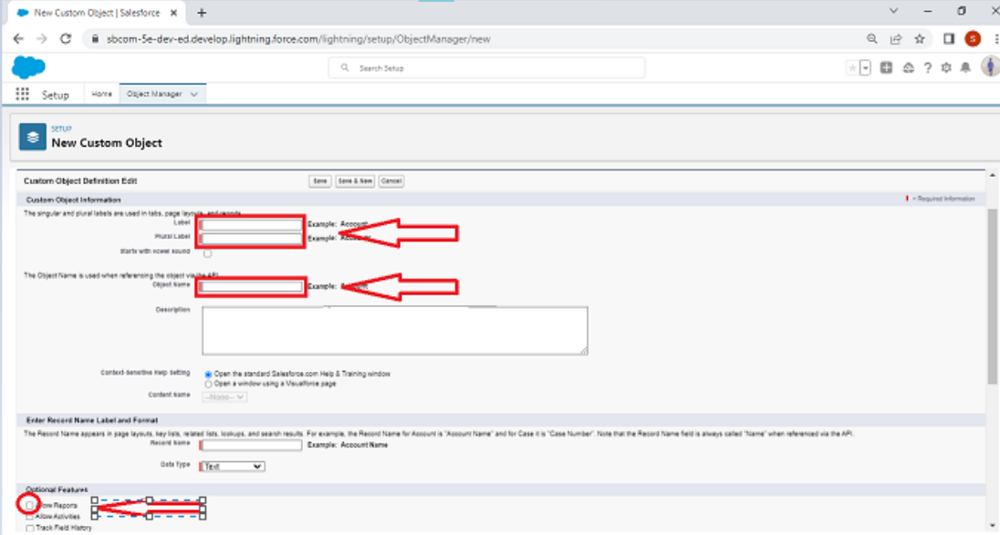 New Custom Object | Salesforce
sbcom-5e-dev-ed.develop.lightning.force.com/lightning/setup/ObjectManager/new
S
Search Setup
Setup Home Object Manager
SETUP
New Custom Object
Custom Object Definition Edit Save Save & New Cancel
Custom Object Information = Required Information
The singular and plural labels are used in tabs, page layouts, and reports.
Label Example: Account
Plural Label Example:
Starts with vowel sound
The Object Name is used when referencing the object via the API.
Object Name Example:
Description
Context-Sensitive Help Setting Open the standard Salesforce.com Help & Training window
Open a window using a Visualforce page
Content Name --None--
Enter Record Name Label and Format
The Record Name appears in page layouts, key lists, related lists, lookups, and search results. For example, the Record Name for Account is "Account Name" and for Case it is "Case Number". Note that the Record Name field is always called "Name" when referenced via the API.
Record Name Example: Account Name
Data Type Text
Optional Features
Allow Reports
Allow Activities
Track Field History